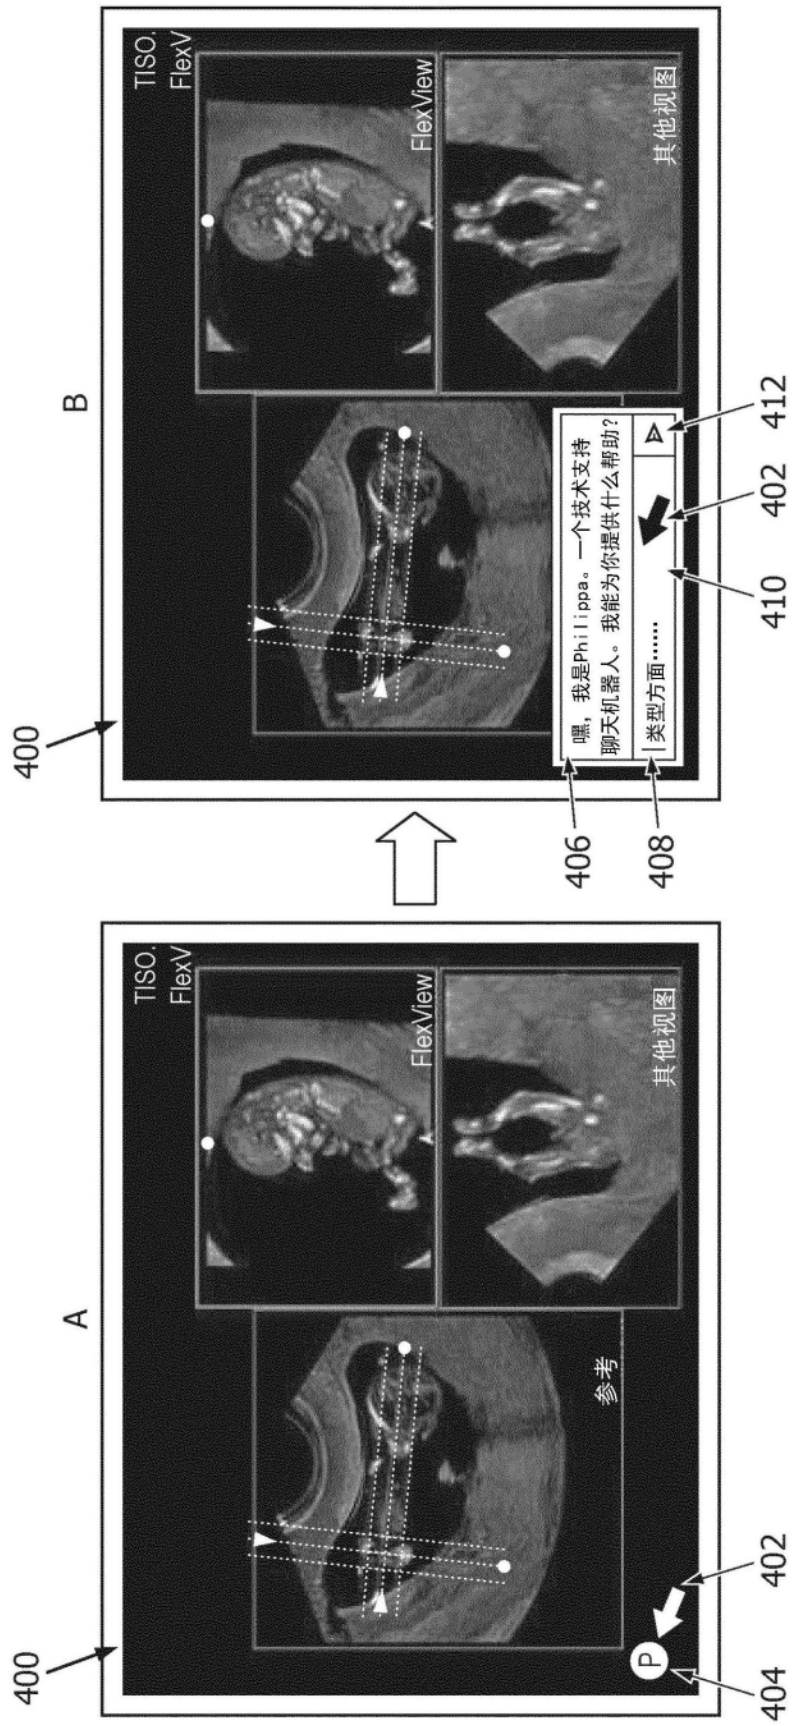 A
400
TISO.
FlexV
FlexView
参考
其他视图
P
404
402
B
400
TISO.
FlexV
FlexView
其他视图
嘿，我是Philippa。一个技术支持
聊天机器人。我能为你提供什么帮助？
类型方面……
406
408
410
402
412